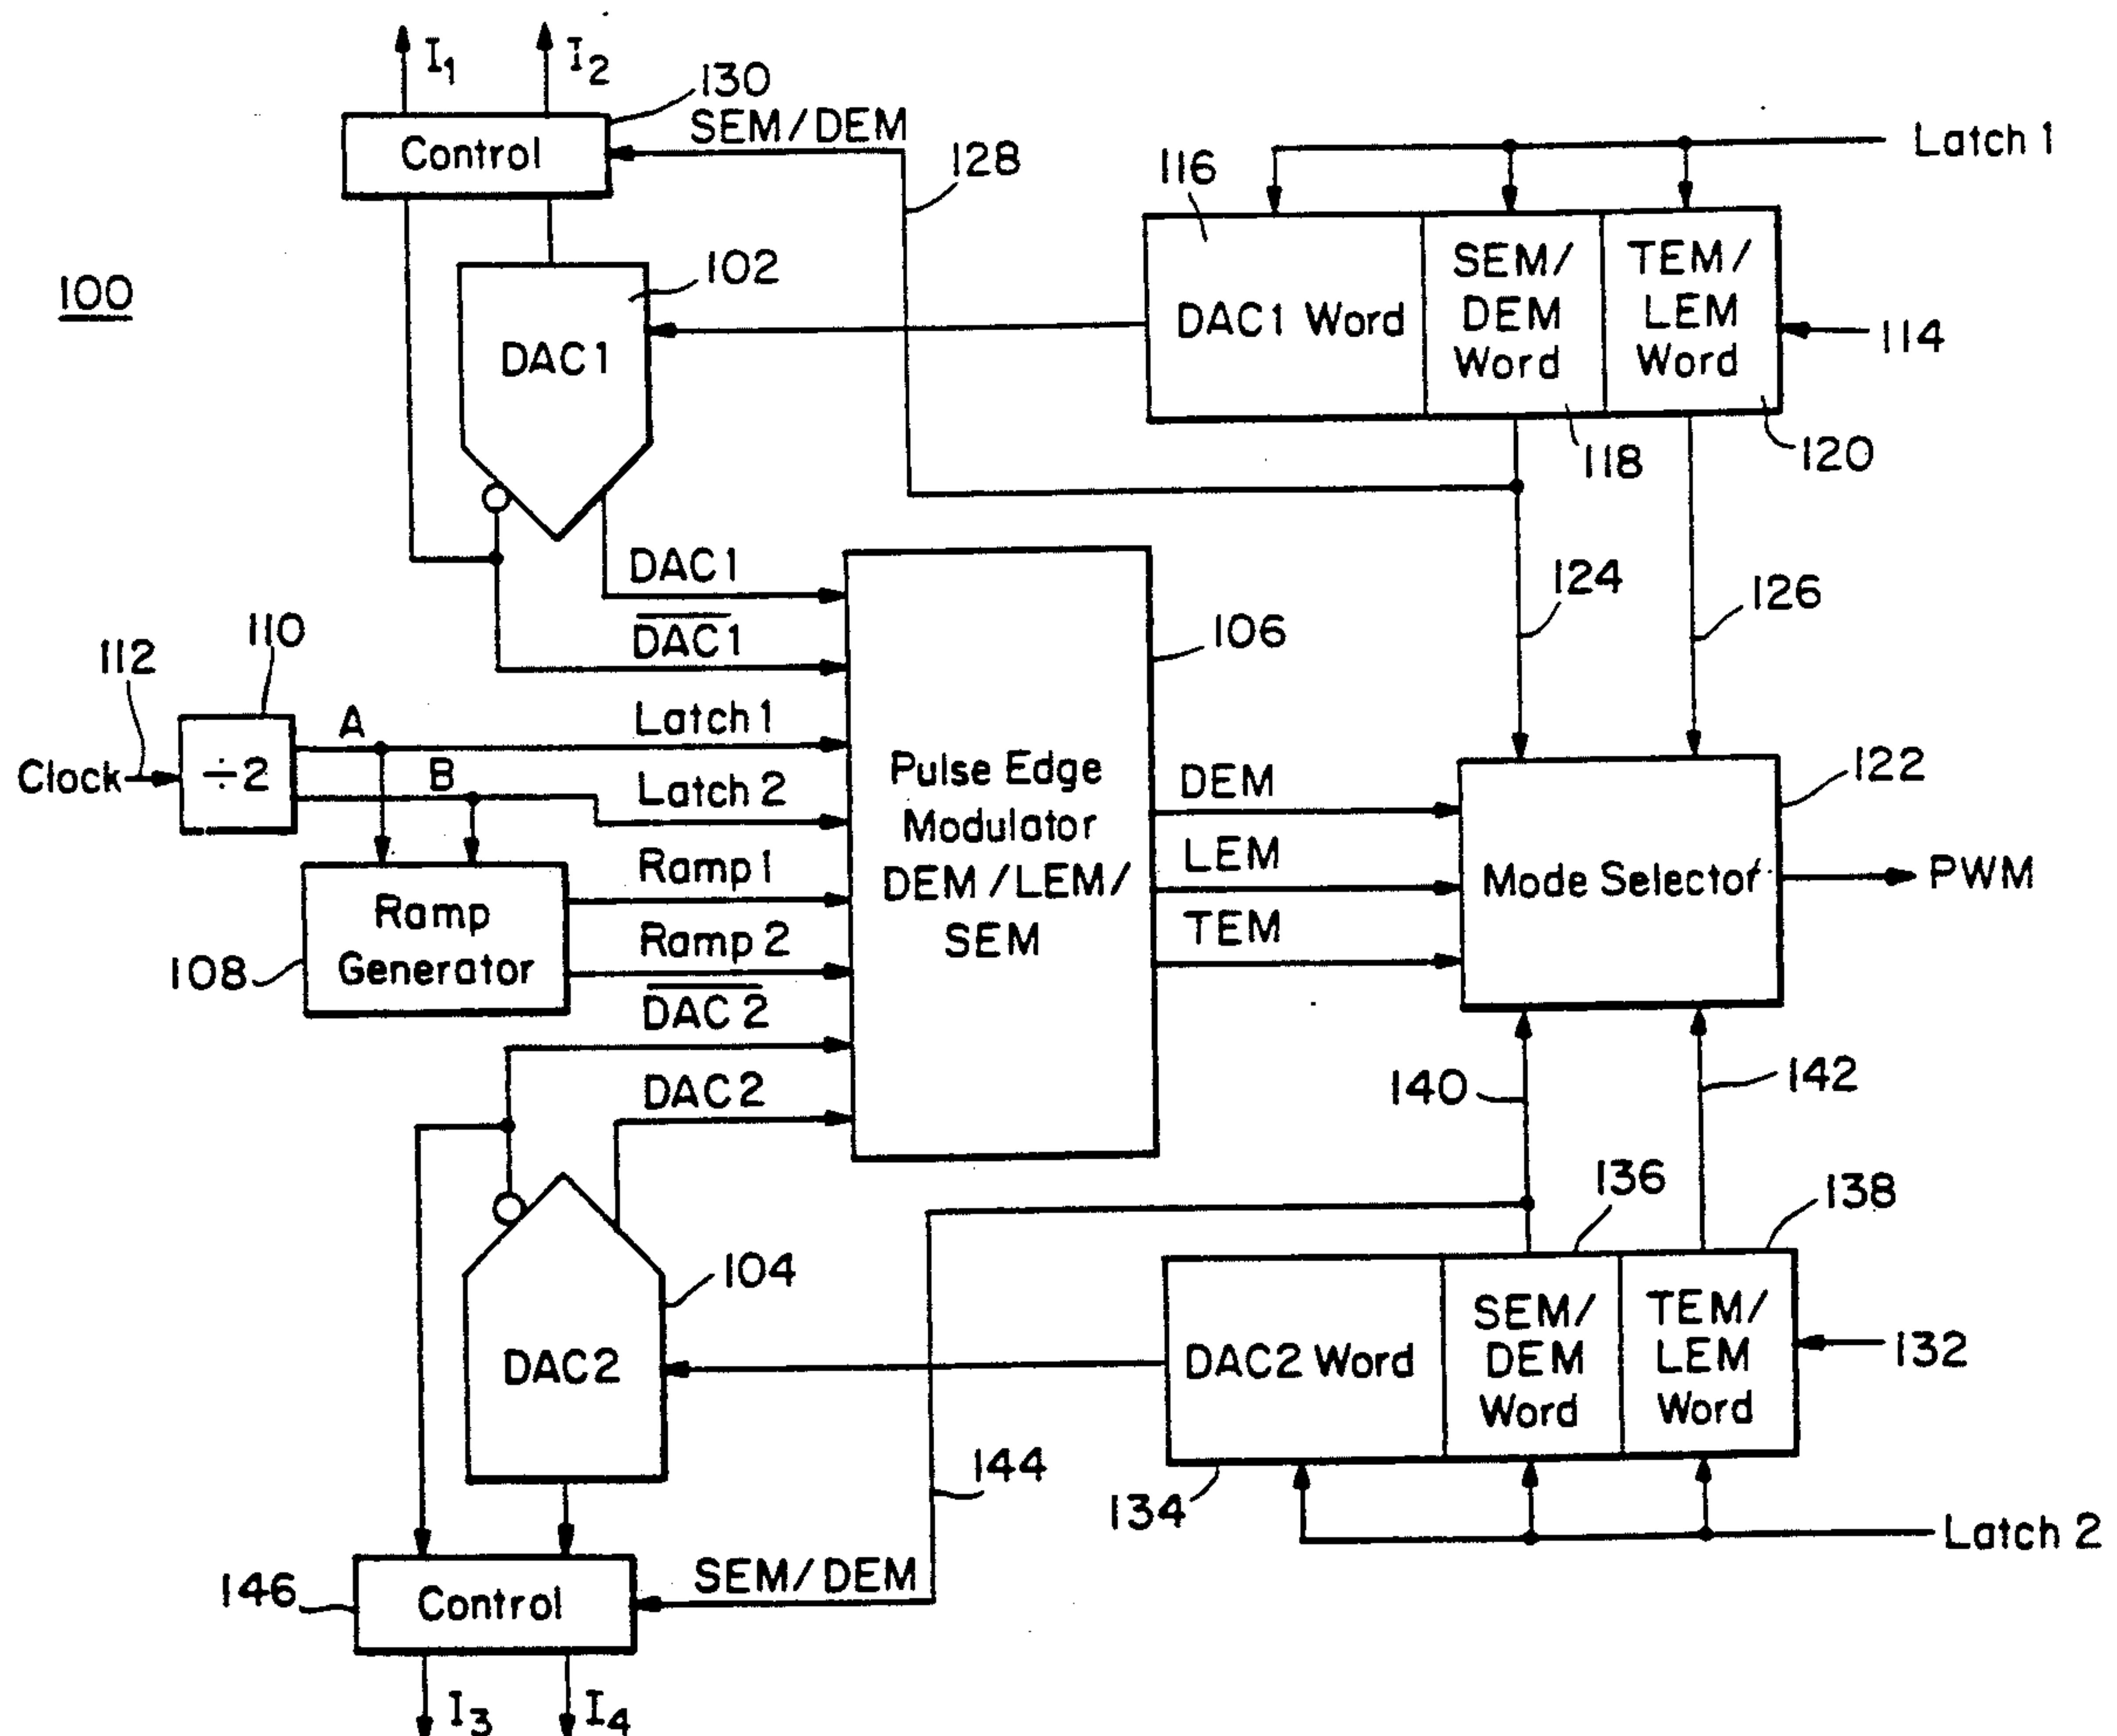 I1
I2
130
Control
SEM/DEM
128
116
Latch 1
100
102
DAC1
DAC1 Word
SEM/
DEM
Word
TEM/
LEM
Word
114
118
120
DAC1
D̅A̅C̅1̅
124
126
106
112
110
Clock
÷2
A
B
Latch 1
Latch 2
Ramp 1
Ramp 2
Ramp
Generator
108
D̅A̅C̅ 2̅
DAC2
Pulse Edge
Modulator
DEM/LEM/
SEM
DEM
LEM
TEM
122
Mode Selector
PWM
140
142
136
138
104
DAC2
DAC2 Word
SEM/
DEM
Word
TEM/
LEM
Word
132
134
144
Latch 2
146
Control
SEM/DEM
I3
I4